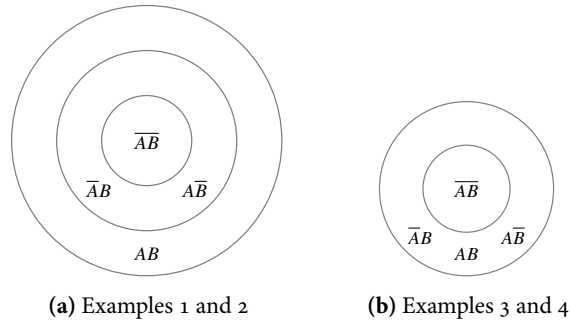 A̅B̅
A̅B AB̅
AB
(a) Examples 1 and 2
A̅B̅
A̅B AB̅
AB
(b) Examples 3 and 4